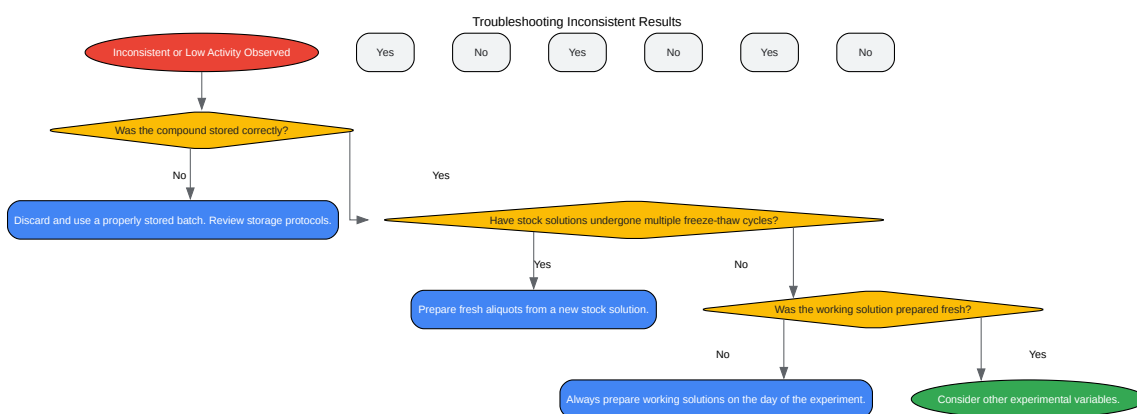 Troubleshooting Inconsistent Results
Inconsistent or Low Activity Observed
Yes
No
Yes
No
Yes
No
Was the compound stored correctly?
No
Yes
Discard and use a properly stored batch. Review storage protocols.
Have stock solutions undergone multiple freeze-thaw cycles?
Yes
No
Prepare fresh aliquots from a new stock solution.
Was the working solution prepared fresh?
No
Yes
Always prepare working solutions on the day of the experiment.
Consider other experimental variables.